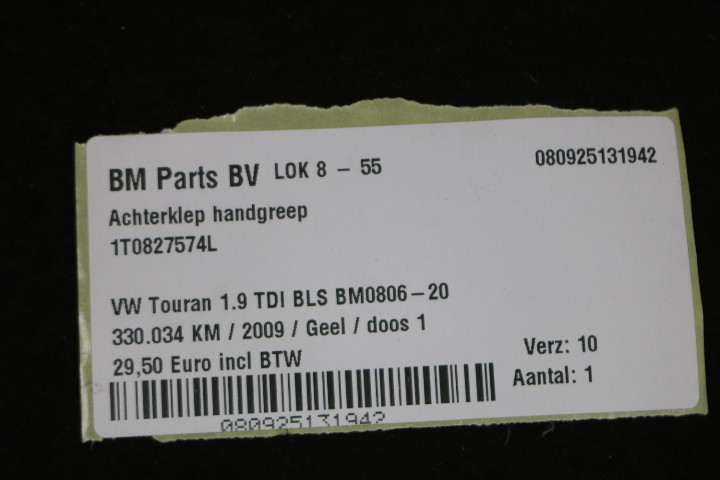 BM Parts BV LOK 8 – 55
080925131942
Achterklep handgreep
1T0827574L
VW Touran 1.9 TDI BLS BM0806–20
330.034 KM / 2009 / Geel / doos 1
29,50 Euro incl BTW
Verz: 10
Aantal: 1
080925131942